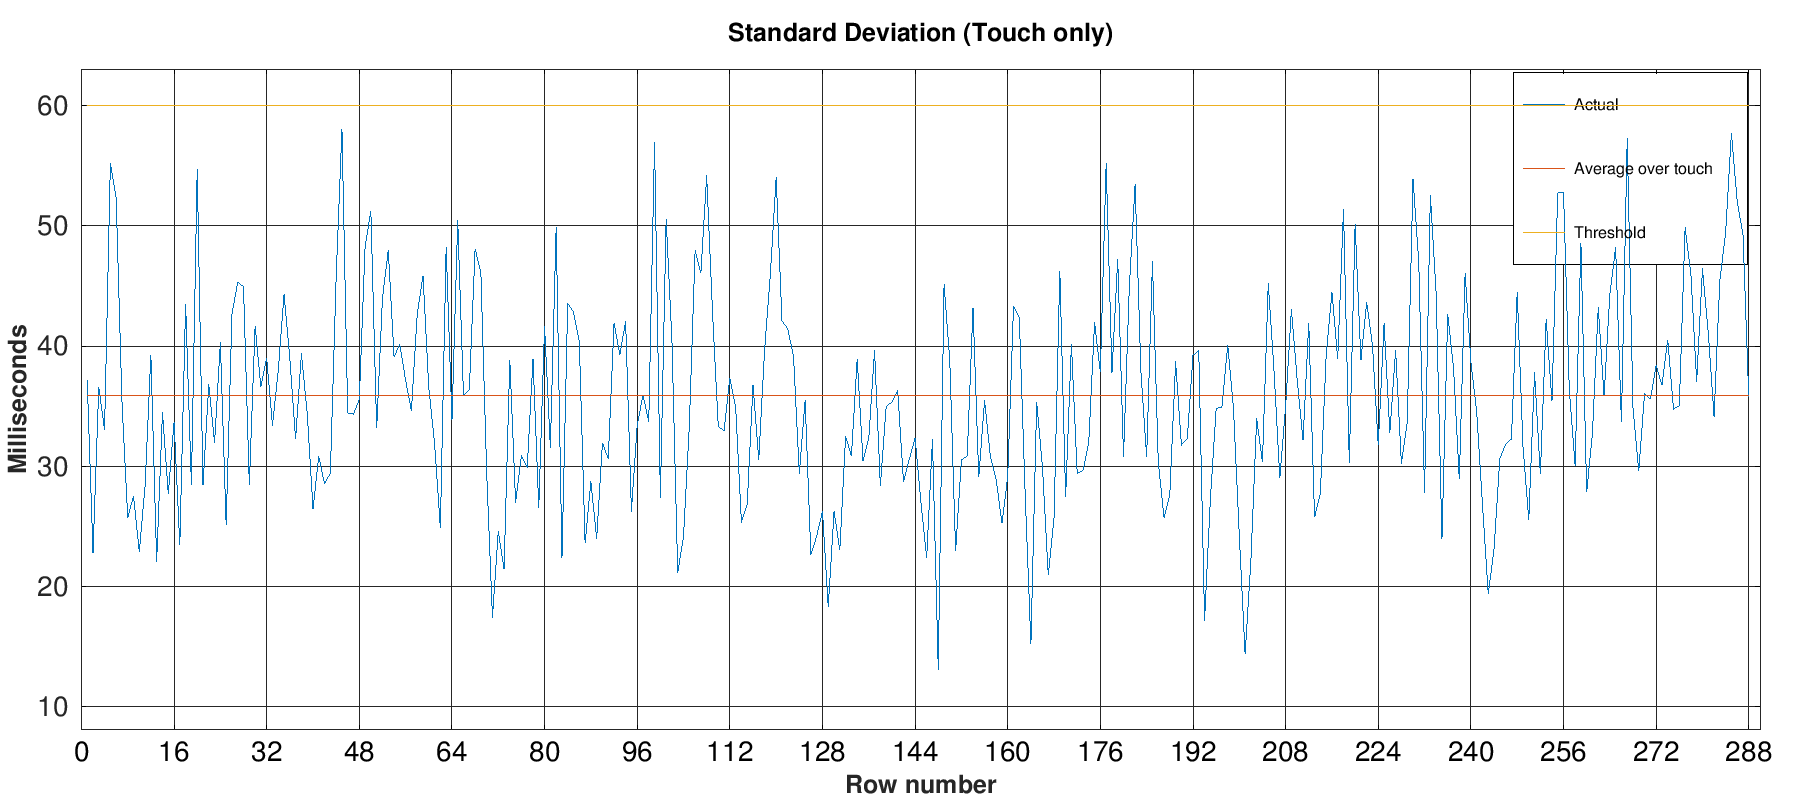 Standard Deviation (Touch only)
Milliseconds
60
50
40
30
20
10
Actual
Average over touch
Threshold
0 16 32 48 64 80 96 112 128 144 160 176 192 208 224 240 256 272 288
Row number